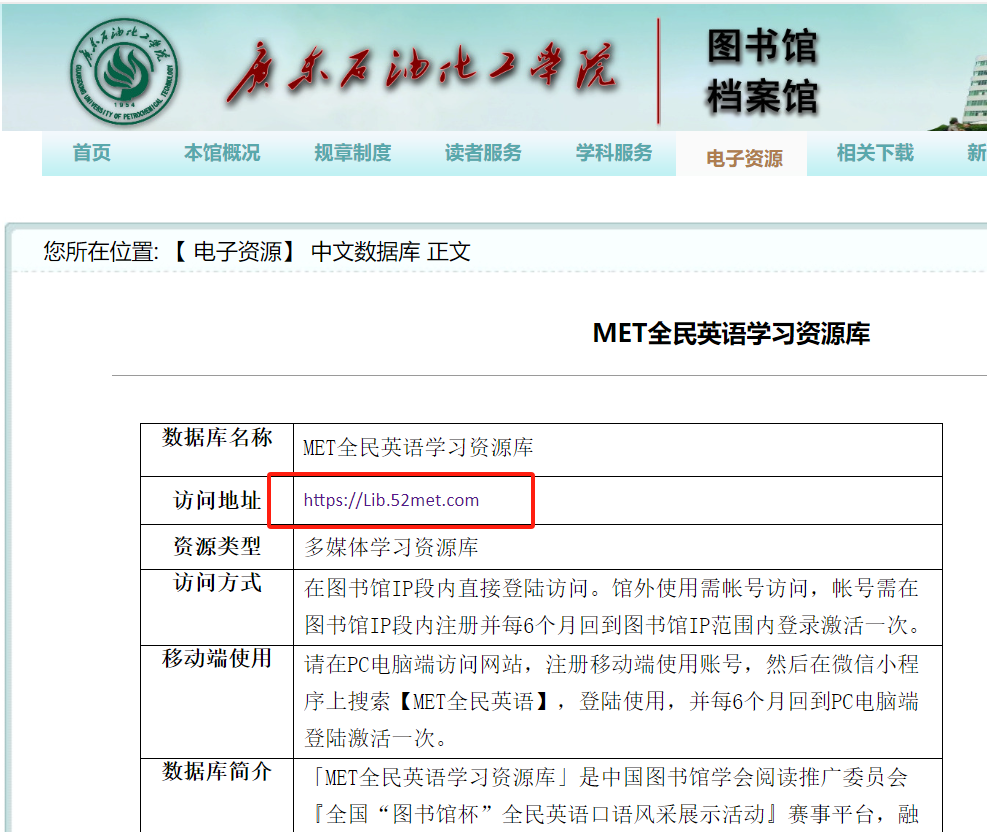 广东石油化工学院
GUANGDONG UNIVERSITY OF PETROCHEMICAL TECHNOLOGY
1954
廣东石油化工学院
图书馆
档案馆
首页 本馆概况 规章制度 读者服务 学科服务 电子资源 相关下载 新
您所在位置: 【 电子资源】 中文数据库 正文
MET全民英语学习资源库
数据库名称 MET全民英语学习资源库
访问地址 https://Lib.52met.com
资源类型 多媒体学习资源库
访问方式 在图书馆IP段内直接登陆访问。馆外使用需帐号访问，帐号需在
图书馆IP段内注册并每6个月回到图书馆IP范围内登录激活一次。
移动端使用 请在PC电脑端访问网站，注册移动端使用账号，然后在微信小程
序上搜索【MET全民英语】，登陆使用，并每6个月回到PC电脑端
登陆激活一次。
数据库简介 「MET全民英语学习资源库」是中国图书馆学会阅读推广委员会
『全国“图书馆杯”全民英语口语风采展示活动』赛事平台，融